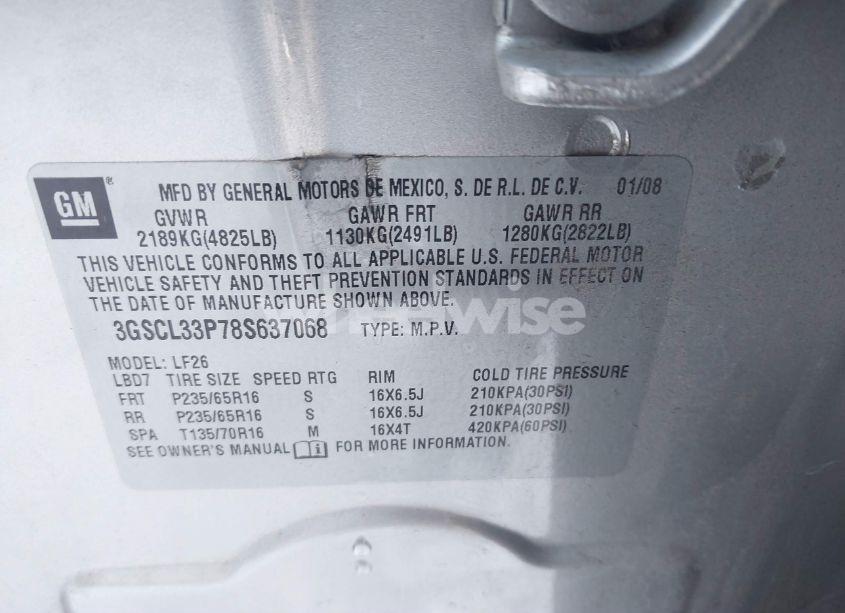 GM ® MFD BY GENERAL MOTORS DE MEXICO, S. DE R.L. DE C.V. 01/08
GVWR GAWR FRT GAWR RR
2189KG(4825LB) 1130KG(2491LB) 1280KG(2822LB)
THIS VEHICLE CONFORMS TO ALL APPLICABLE U.S. FEDERAL MOTOR
VEHICLE SAFETY AND THEFT PREVENTION STANDARDS IN EFFECT ON
THE DATE OF MANUFACTURE SHOWN ABOVE.
3GSCL33P78S637068 TYPE: M.P.V.
wheelwise
MODEL: LF26
LBD7 TIRE SIZE SPEED RTG RIM COLD TIRE PRESSURE
FRT P235/65R16 S 16X6.5J 210KPA(30PSI)
RR P235/65R16 S 16X6.5J 210KPA(30PSI)
SPA T135/70R16 M 16X4T 420KPA(60PSI)
SEE OWNER'S MANUAL i FOR MORE INFORMATION.